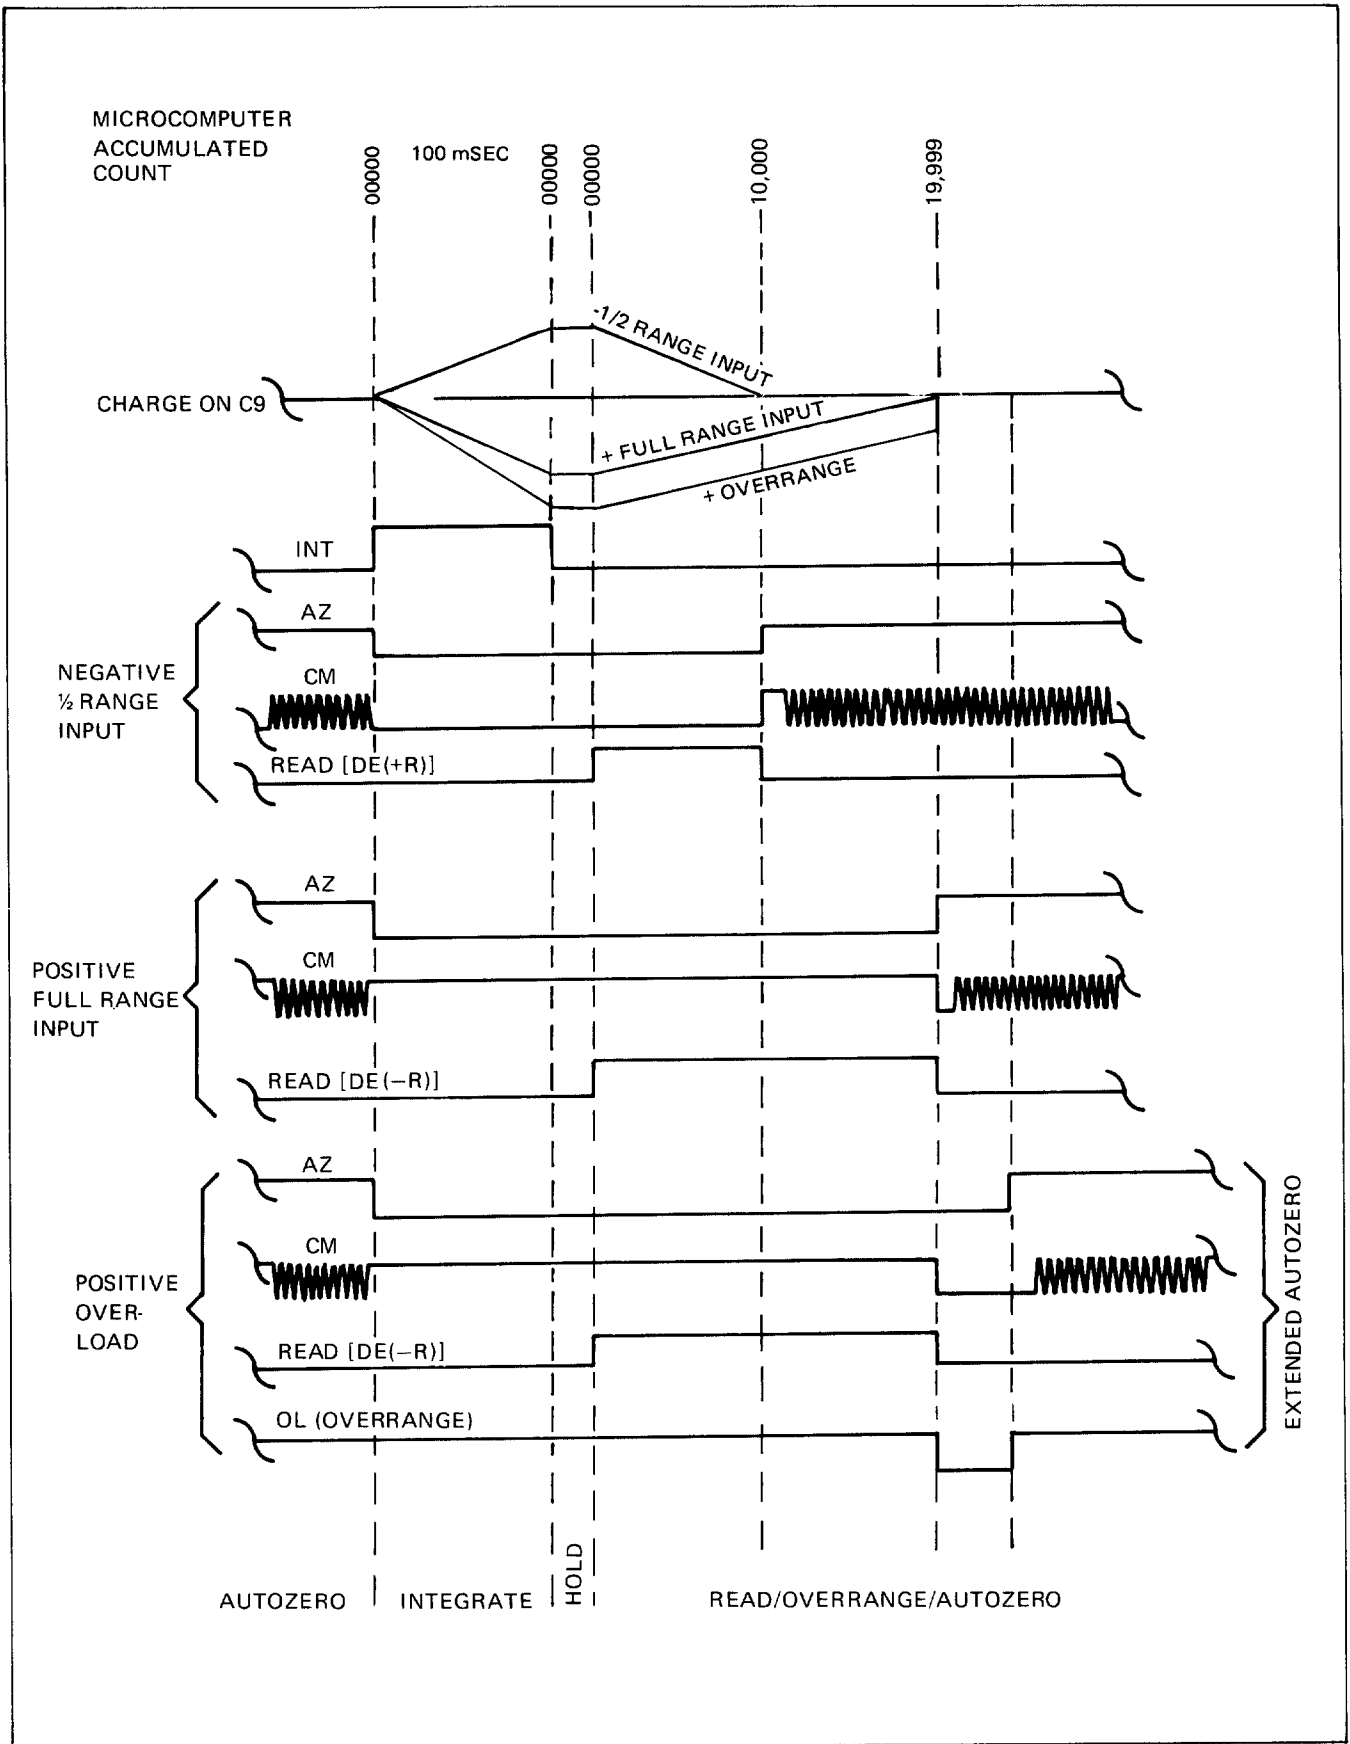 MICROCOMPUTER
ACCUMULATED
COUNT
00000
100 mSEC
00000
00000
10,000
19,999
-1/2 RANGE INPUT
CHARGE ON C9
+ FULL RANGE INPUT
+ OVERRANGE
INT
NEGATIVE
½ RANGE
INPUT
AZ
CM
READ [DE(+R)]
POSITIVE
FULL RANGE
INPUT
AZ
CM
READ [DE(−R)]
POSITIVE
OVER-
LOAD
AZ
CM
READ [DE(−R)]
OL (OVERRANGE)
EXTENDED AUTOZERO
AUTOZERO
INTEGRATE
HOLD
READ/OVERRANGE/AUTOZERO